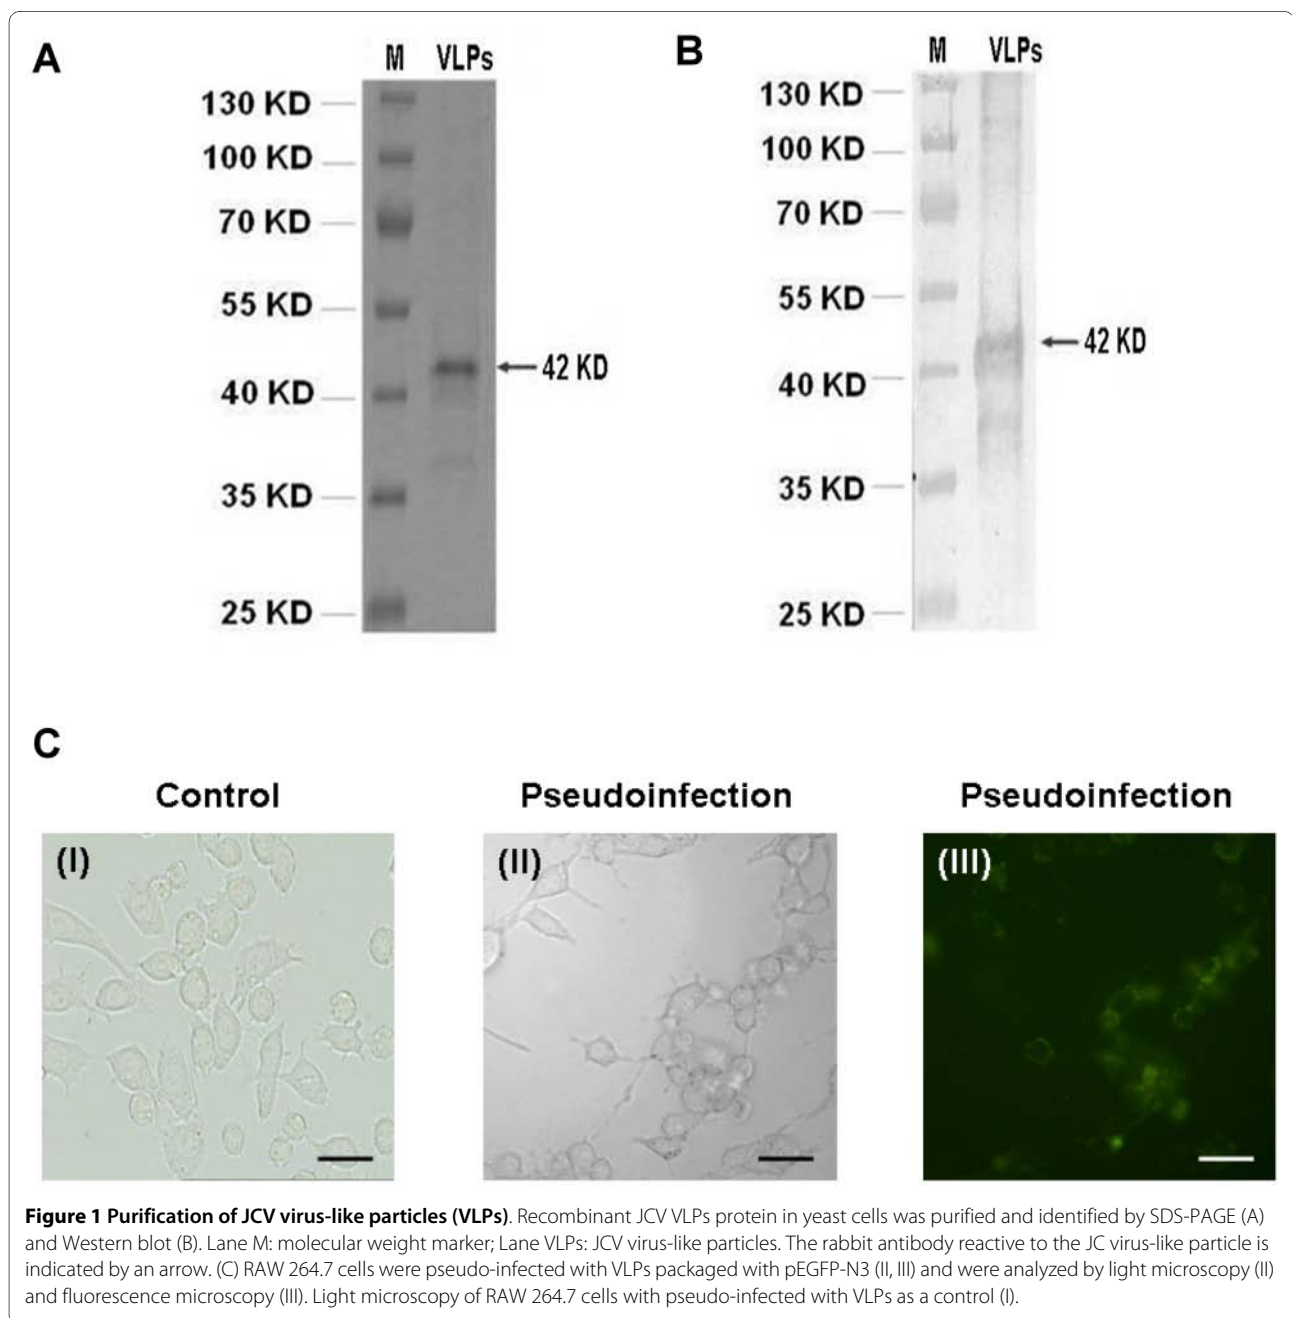 A
M VLPs
130 KD
100 KD
70 KD
55 KD
42 KD
40 KD
35 KD
25 KD
B
M VLPs
130 KD
100 KD
70 KD
55 KD
42 KD
40 KD
35 KD
25 KD
C
Control
Pseudoinfection
Pseudoinfection
(I)
(II)
(III)
Figure 1 Purification of JCV virus-like particles (VLPs). Recombinant JCV VLPs protein in yeast cells was purified and identified by SDS-PAGE (A)
and Western blot (B). Lane M: molecular weight marker; Lane VLPs: JCV virus-like particles. The rabbit antibody reactive to the JC virus-like particle is
indicated by an arrow. (C) RAW 264.7 cells were pseudo-infected with VLPs packaged with pEGFP-N3 (II, III) and were analyzed by light microscopy (II)
and fluorescence microscopy (III). Light microscopy of RAW 264.7 cells with pseudo-infected with VLPs as a control (I).